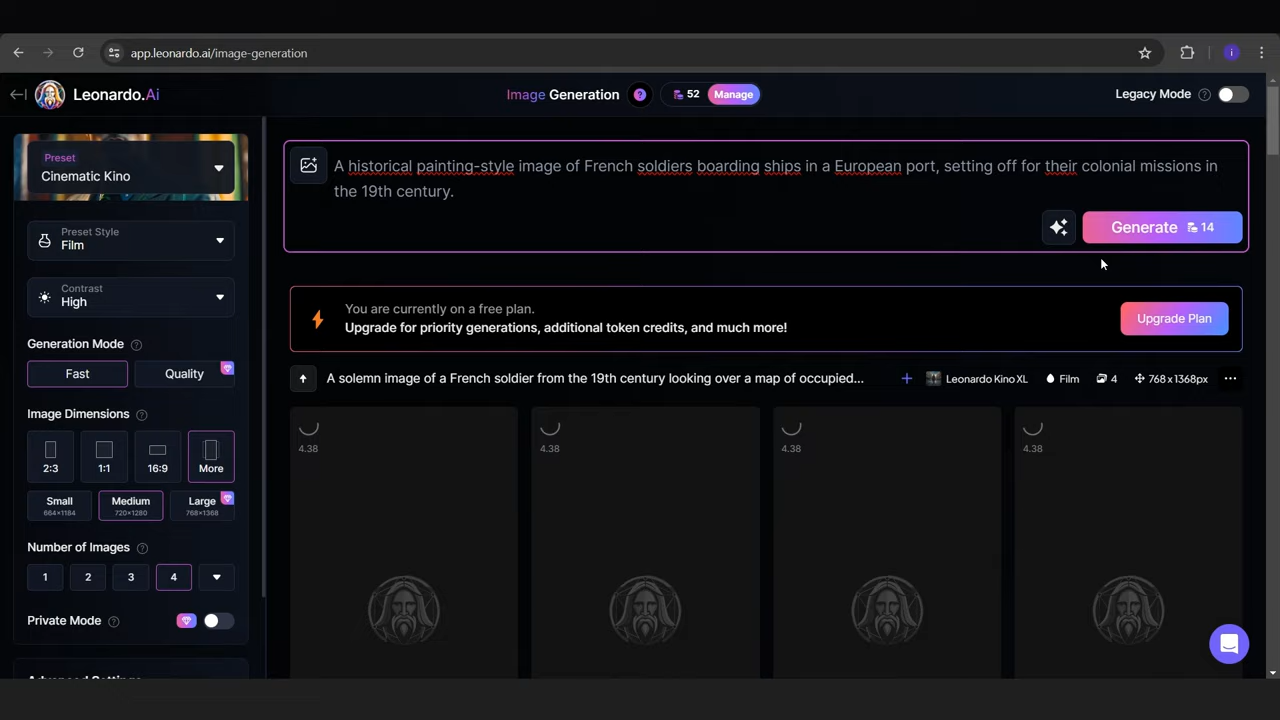 app.leonardo.ai/image-generation
i
Leonardo.Ai
Image Generation ? 52 Manage
Legacy Mode ?
Preset
Cinematic Kino
A historical painting-style image of French soldiers boarding ships in a European port, setting off for their colonial missions in
the 19th century.
Generate 14
Preset Style
Film
Contrast
High
You are currently on a free plan.
Upgrade for priority generations, additional token credits, and much more!
Upgrade Plan
Generation Mode ?
Fast Quality
A solemn image of a French soldier from the 19th century looking over a map of occupied...
Leonardo Kino XL Film 4 768 x 1368px
Image Dimensions ?
2:3 1:1 16:9 More
Small Medium Large
664×1184 720×1280 768×1368
4.38 4.38 4.38 4.38
Number of Images ?
1 2 3 4
Private Mode ?
Advanced Settings